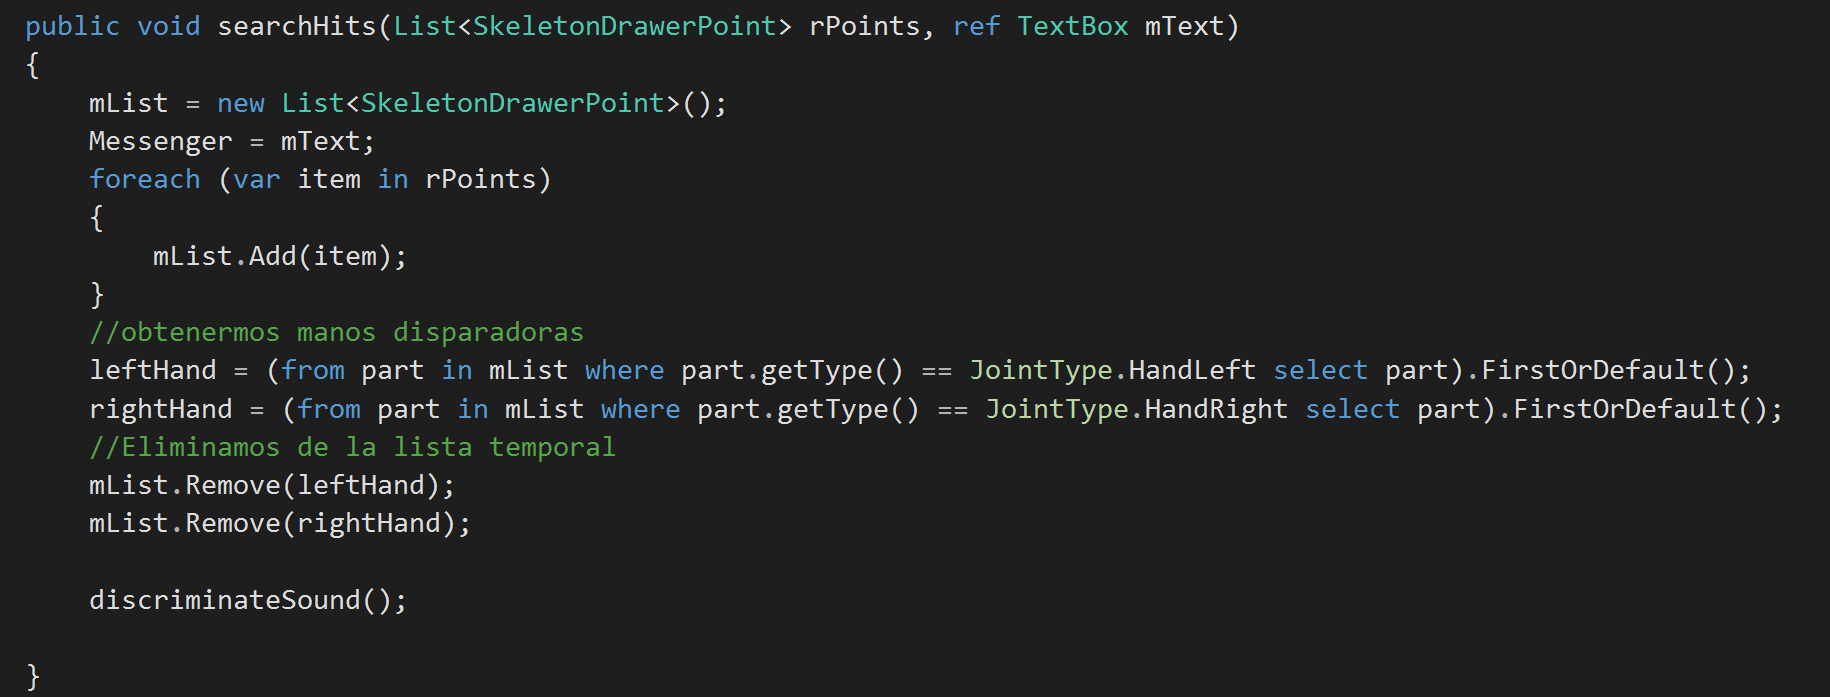 public void searchHits(List<SkeletonDrawerPoint> rPoints, ref TextBox mText)
{
    mList = new List<SkeletonDrawerPoint>();
    Messenger = mText;
    foreach (var item in rPoints)
    {
        mList.Add(item);
    }
    //obtenermos manos disparadoras
    leftHand = (from part in mList where part.getType() == JointType.HandLeft select part).FirstOrDefault();
    rightHand = (from part in mList where part.getType() == JointType.HandRight select part).FirstOrDefault();
    //Eliminamos de la lista temporal
    mList.Remove(leftHand);
    mList.Remove(rightHand);

    discriminateSound();

}